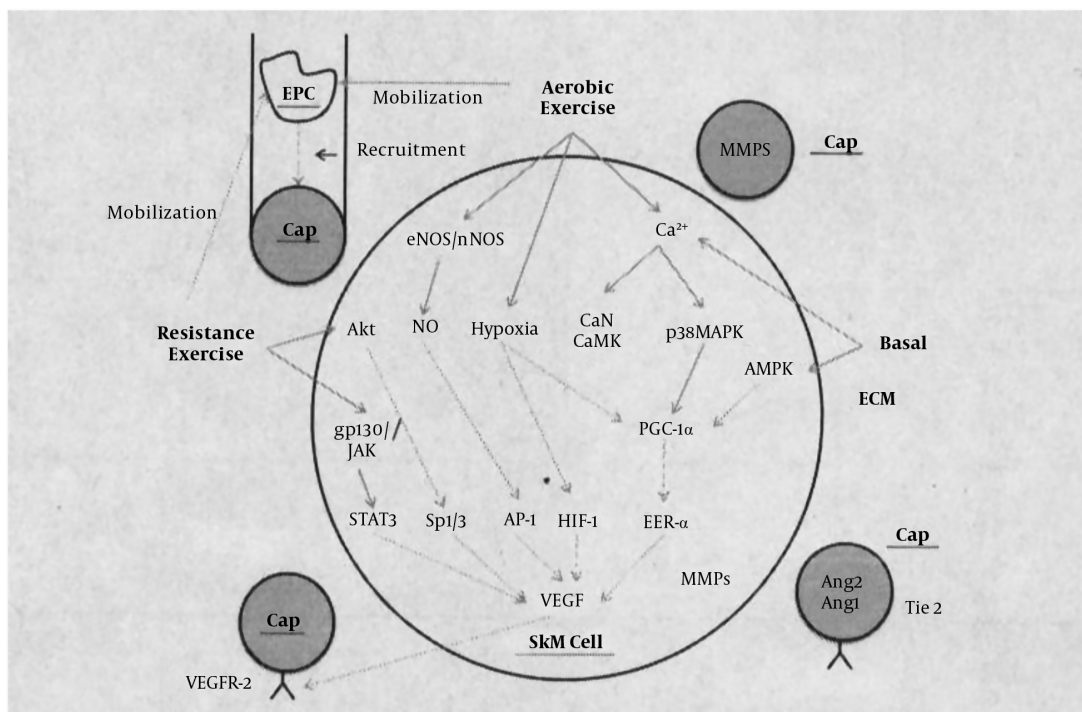 EPC
Mobilization
Aerobic
Exercise
Recruitment
MMPS
Cap
Mobilization
Cap
eNOS/nNOS
Ca²⁺
Resistance
Exercise
Akt
NO
Hypoxia
CaN
CaMK
p38MAPK
Basal
AMPK
ECM
gp130/
JAK
PGC-1α
STAT3
Sp1/3
AP-1
HIF-1
EER-α
Cap
MMPs
Ang2
Ang1
Tie 2
VEGF
Cap
SkM Cell
VEGFR-2